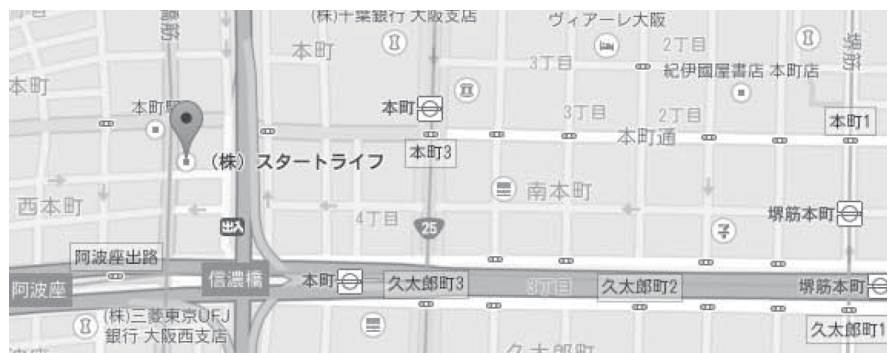 (株)千葉銀行 大阪支店
ヴィアーレ大阪
本町
3丁目
2丁目
堺筋
紀伊國屋書店 本町店
本町
本町
3丁目
2丁目
本町通
本町1
本町3
(株) スタートライフ
西本町
南本町
4丁目
堺筋本町
出入
25
阿波座出路
阿波座
信濃橋
本町
久太郎町3
3丁目
久太郎町2
堺筋本町
(株)三菱東京UFJ
銀行 大阪西支店
久太郎町1